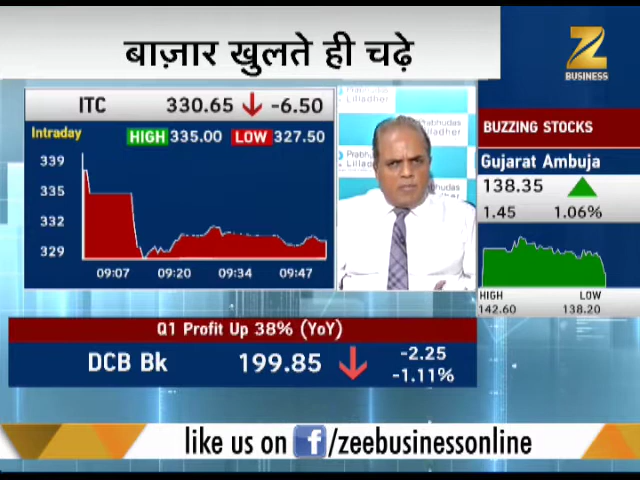 बाज़ार खुलते ही चढ़े
Z
BUSINESS
ITC 330.65 -6.50
Intraday HIGH 335.00 LOW 327.50
339
335
332
329
09:07 09:20 09:34 09:47
Prabhudas
Lilladher
BUZZING STOCKS
Gujarat Ambuja
138.35
1.45 1.06%
HIGH LOW
142.60 138.20
Q1 Profit Up 38% (YoY)
DCB Bk 199.85 -2.25
-1.11%
like us on f/zeebusinessonline